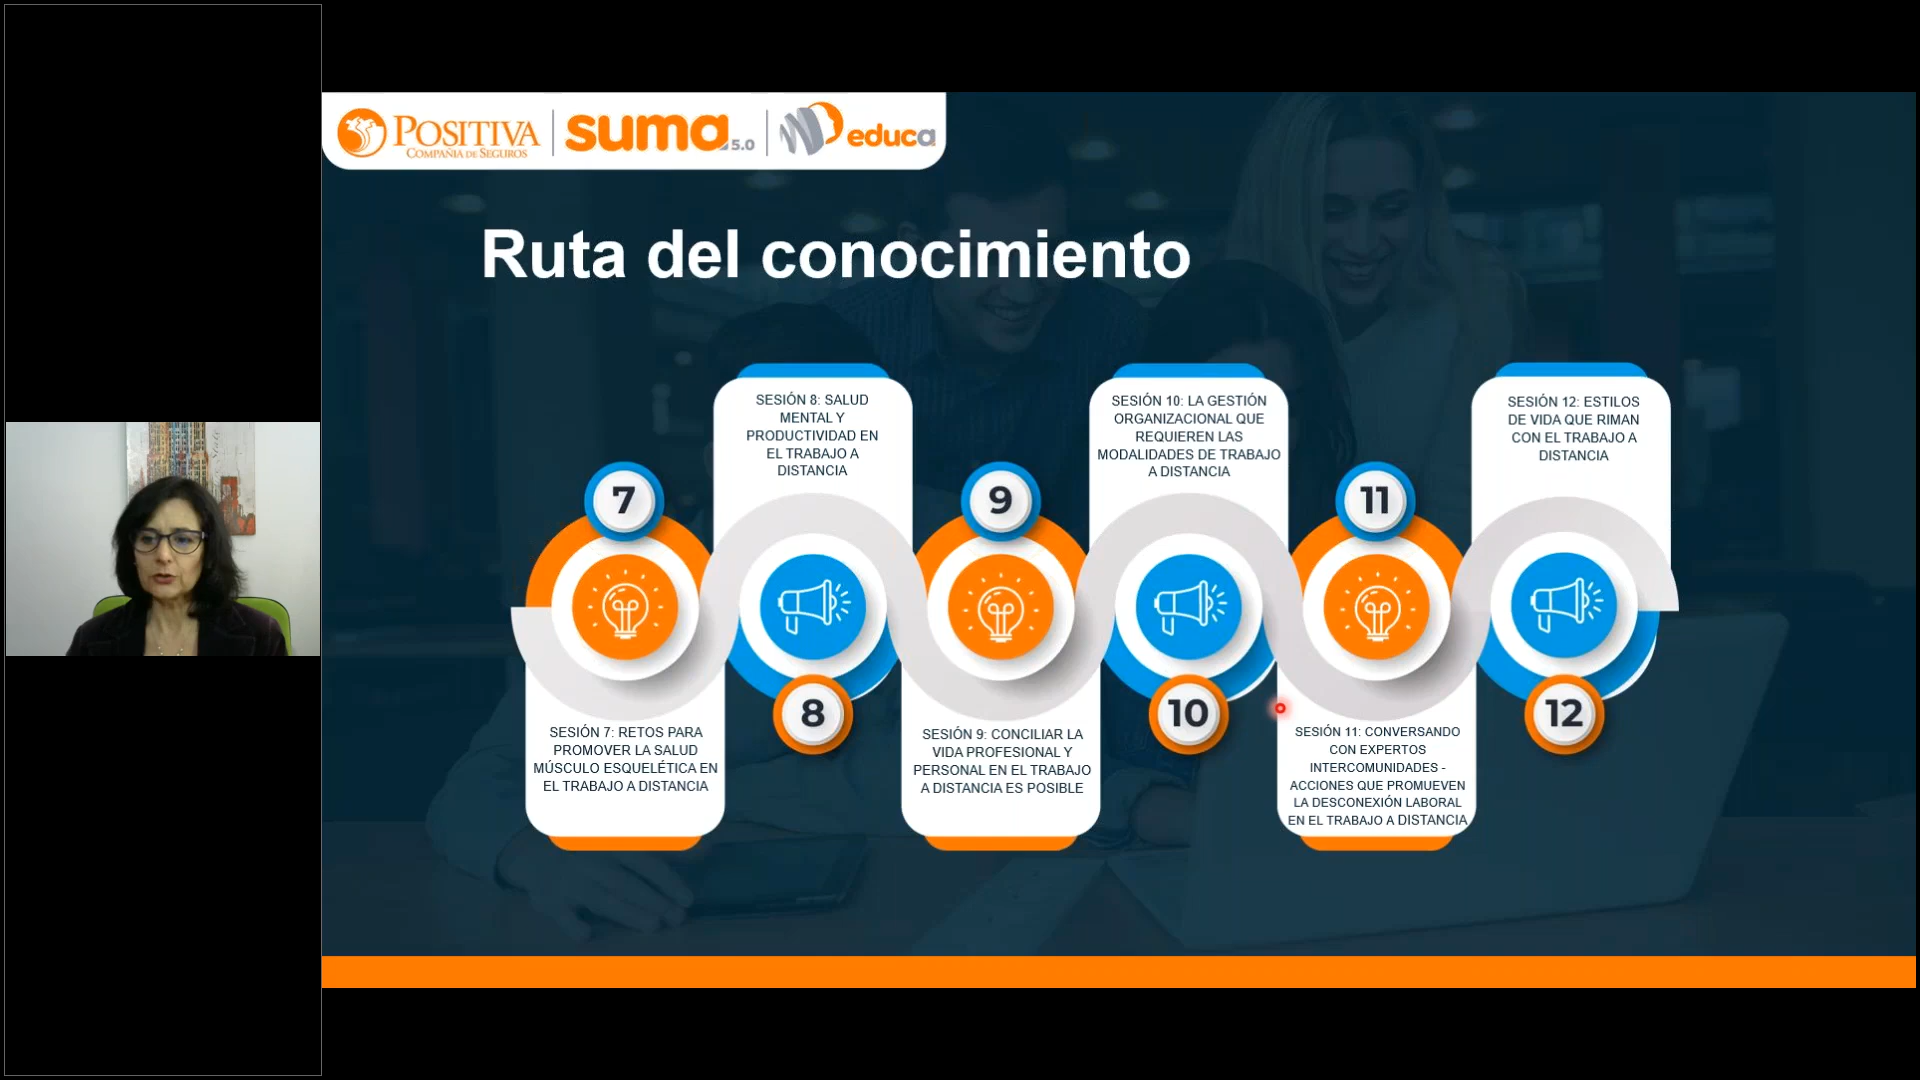 POSITIVA
COMPAÑIA DE SEGUROS
suma 5.0
educa
Ruta del conocimiento
7
SESIÓN 7: RETOS PARA
PROMOVER LA SALUD
MÚSCULO ESQUELÉTICA EN
EL TRABAJO A DISTANCIA
SESIÓN 8: SALUD
MENTAL Y
PRODUCTIVIDAD EN
EL TRABAJO A
DISTANCIA
8
9
SESIÓN 9: CONCILIAR LA
VIDA PROFESIONAL Y
PERSONAL EN EL TRABAJO
A DISTANCIA ES POSIBLE
SESIÓN 10: LA GESTIÓN
ORGANIZACIONAL QUE
REQUIEREN LAS
MODALIDADES DE TRABAJO
A DISTANCIA
10
11
SESIÓN 11: CONVERSANDO
CON EXPERTOS
INTERCOMUNIDADES -
ACCIONES QUE PROMUEVEN
LA DESCONEXIÓN LABORAL
EN EL TRABAJO A DISTANCIA
SESIÓN 12: ESTILOS
DE VIDA QUE RIMAN
CON EL TRABAJO A
DISTANCIA
12